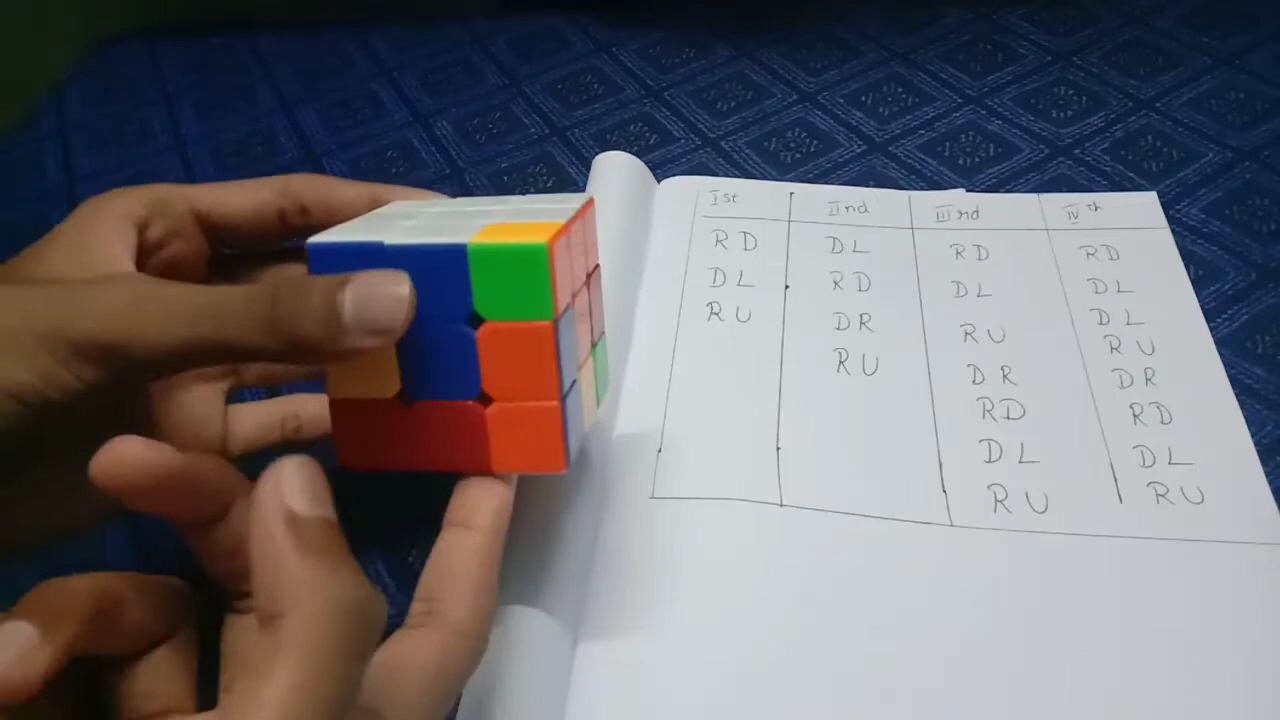 Ist IInd IIIrd IVth
RD DL RD RD
DL RD DL DL
RU DR RU DL
RU DR RU
RD DR
DL RD
RU DL
RU